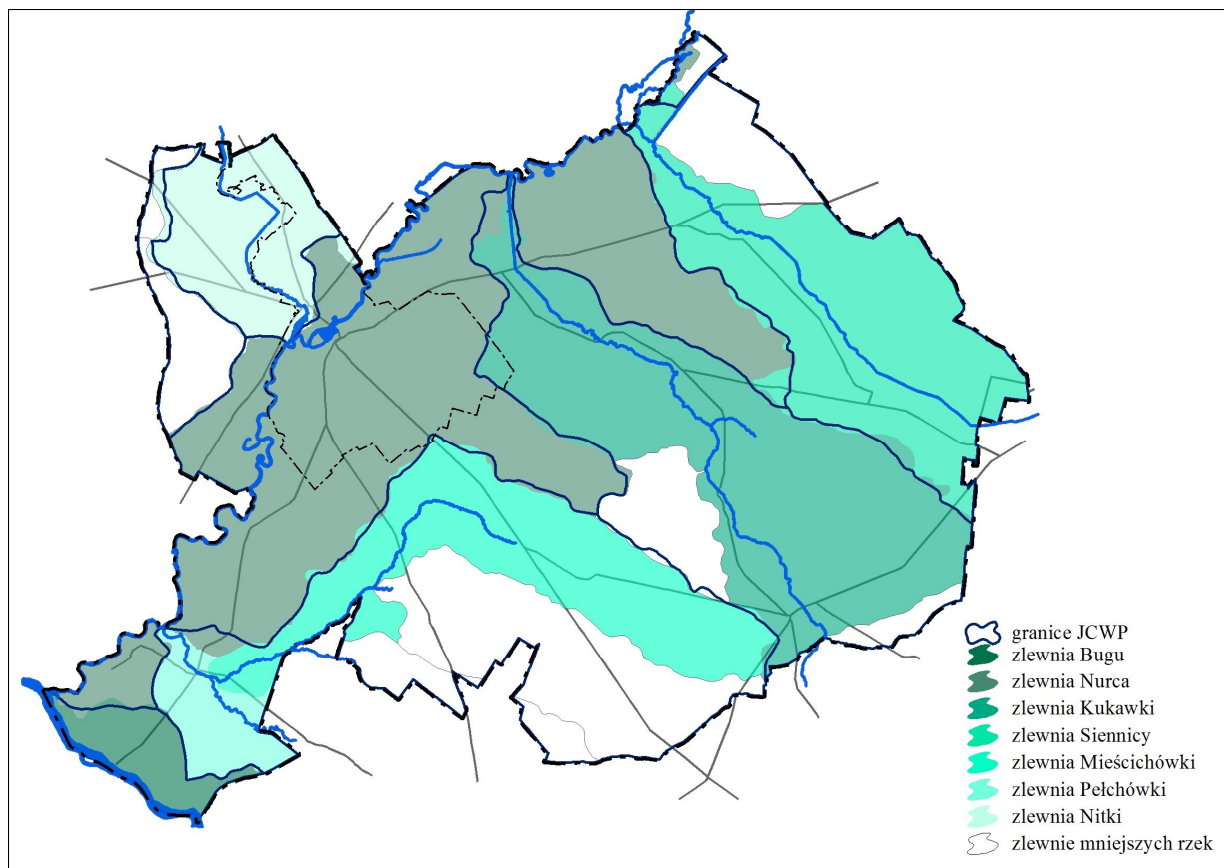 granice JCWP
zlewnia Bugu
zlewnia Nurca
zlewnia Kukawki
zlewnia Siennicy
zlewnia Mieścichówki
zlewnia Pełchówki
zlewnia Nitki
zlewnie mniejszych rzek